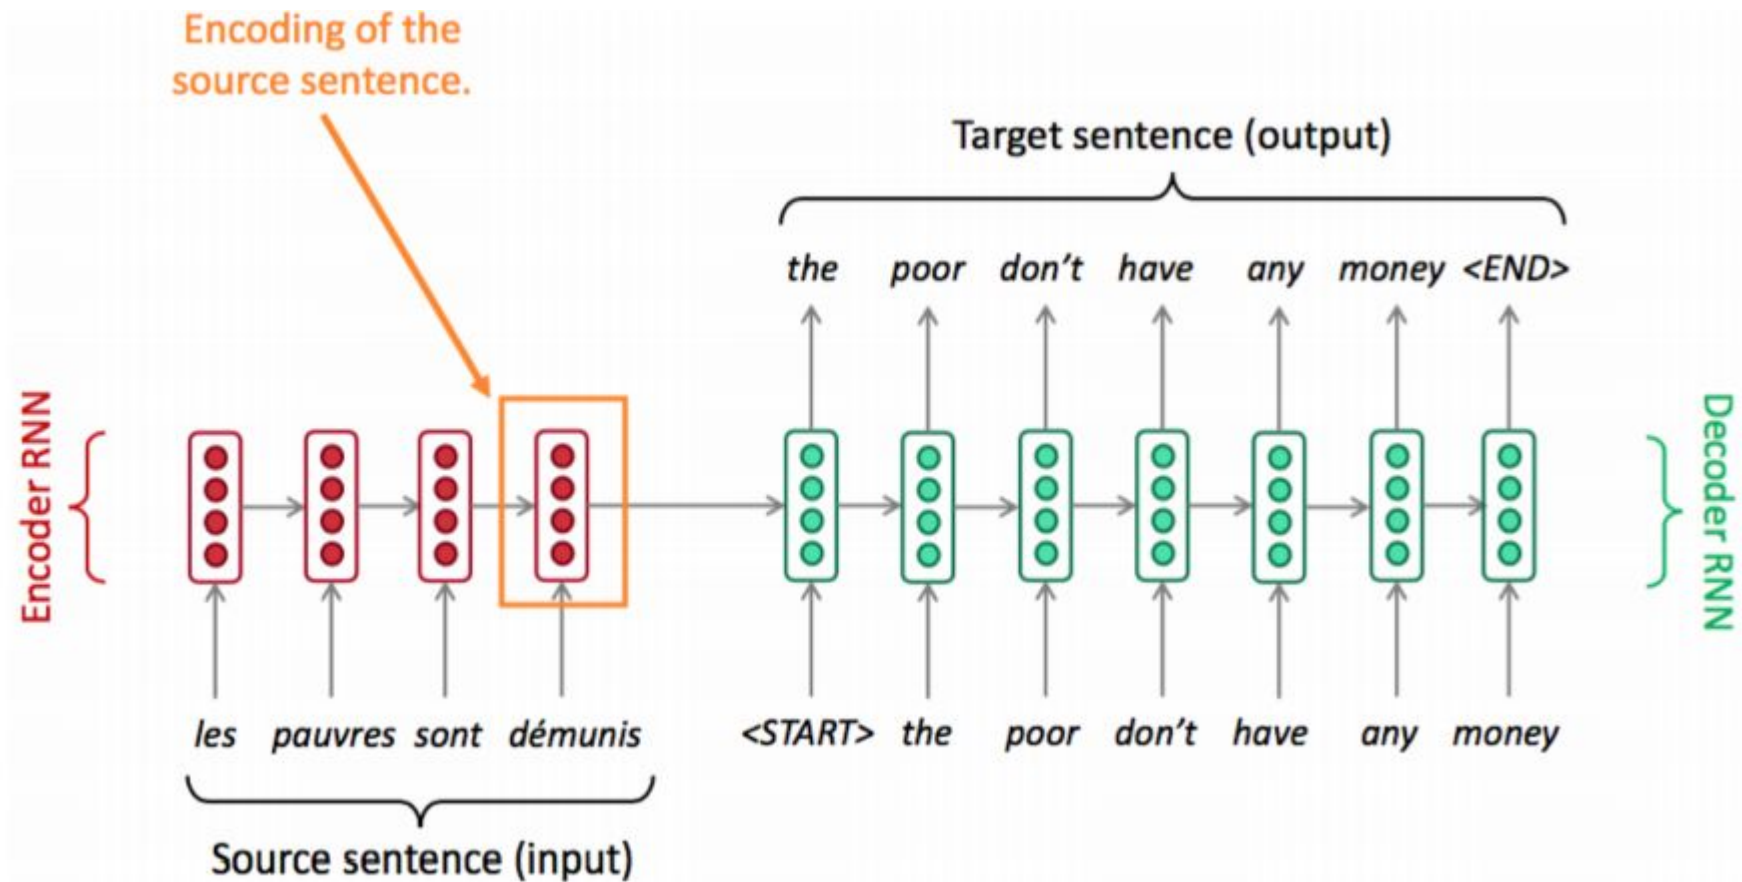 Encoding of the
source sentence.
Target sentence (output)
the poor don't have any money <END>
Encoder RNN
Decoder RNN
les pauvres sont démunis
<START> the poor don't have any money
Source sentence (input)